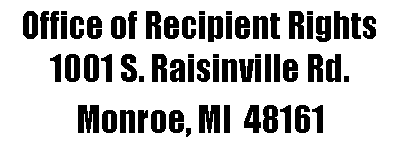 Office of Recipient Rights
1001 S. Raisinville Rd.
Monroe, MI 48161